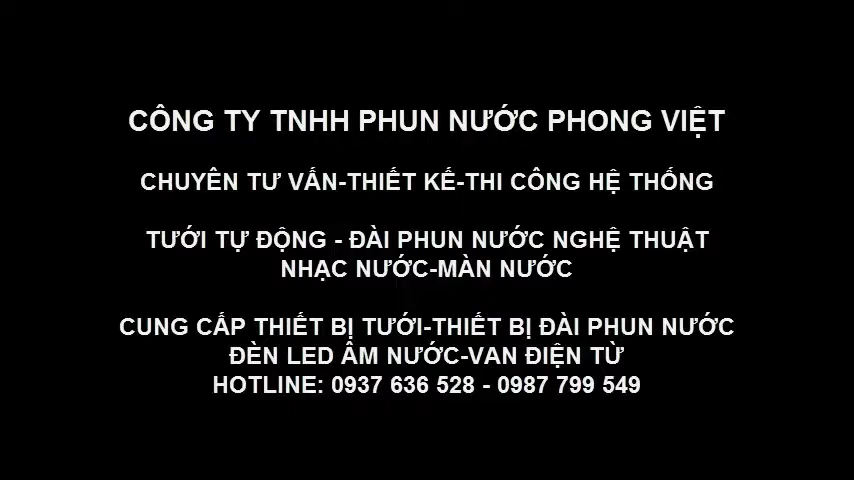 CÔNG TY TNHH PHUN NƯỚC PHONG VIỆT
CHUYÊN TƯ VẤN-THIẾT KẾ-THI CÔNG HỆ THỐNG
TƯỚI TỰ ĐỘNG - ĐÀI PHUN NƯỚC NGHỆ THUẬT
NHẠC NƯỚC-MÀN NƯỚC
CUNG CẤP THIẾT BỊ TƯỚI-THIẾT BỊ ĐÀI PHUN NƯỚC
ĐÈN LED ÂM NƯỚC-VAN ĐIỆN TỪ
HOTLINE: 0937 636 528 - 0987 799 549